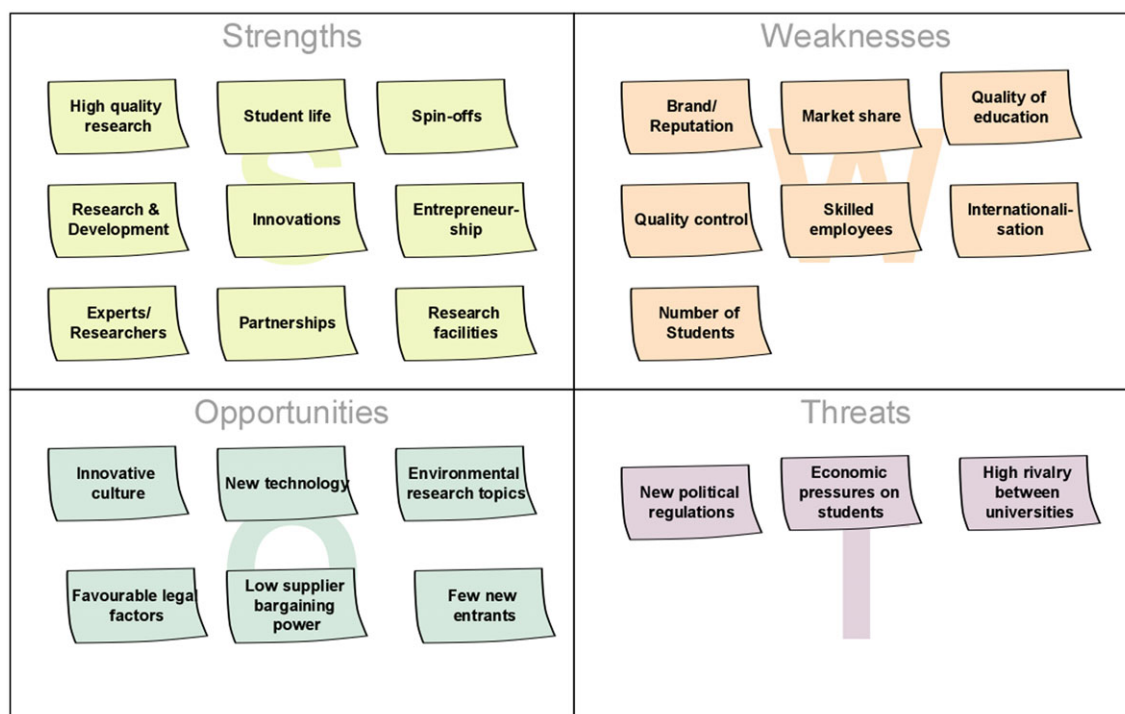 Strengths
High quality
research
Student life
Spin-offs
Research &
Development
Innovations
Entrepreneur-
ship
Experts/
Researchers
Partnerships
Research
facilities
S
Weaknesses
Brand/
Reputation
Market share
Quality of
education
Quality control
Skilled
employees
Internationali-
sation
Number of
Students
W
Opportunities
Innovative
culture
New technology
Environmental
research topics
Favourable legal
factors
Low supplier
bargaining
power
Few new
entrants
O
Threats
New political
regulations
Economic
pressures on
students
High rivalry
between
universities
T